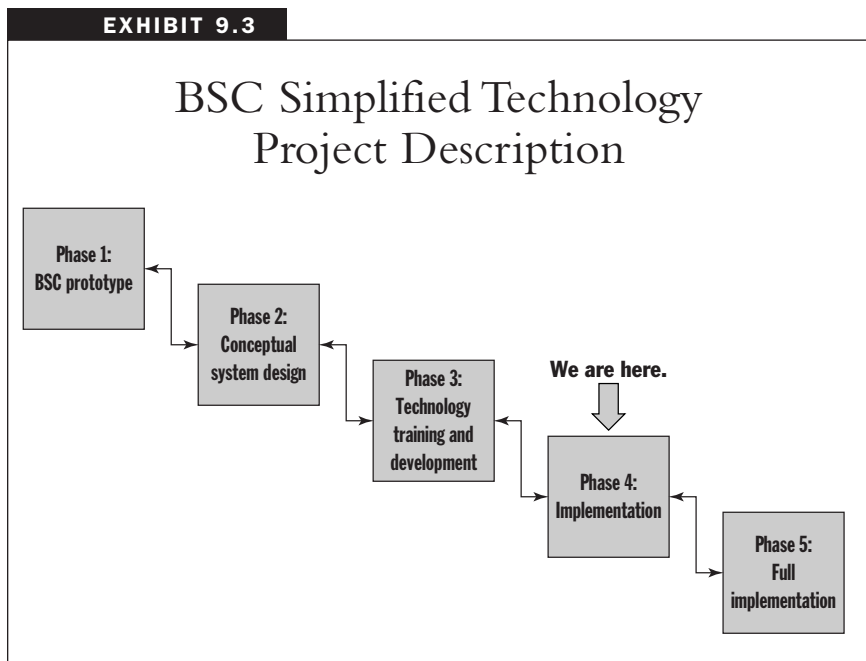 EXHIBIT 9.3
BSC Simplified Technology
Project Description
Phase 1:
BSC prototype
Phase 2:
Conceptual
system design
Phase 3:
Technology
training and
development
We are here.
Phase 4:
Implementation
Phase 5:
Full
implementation